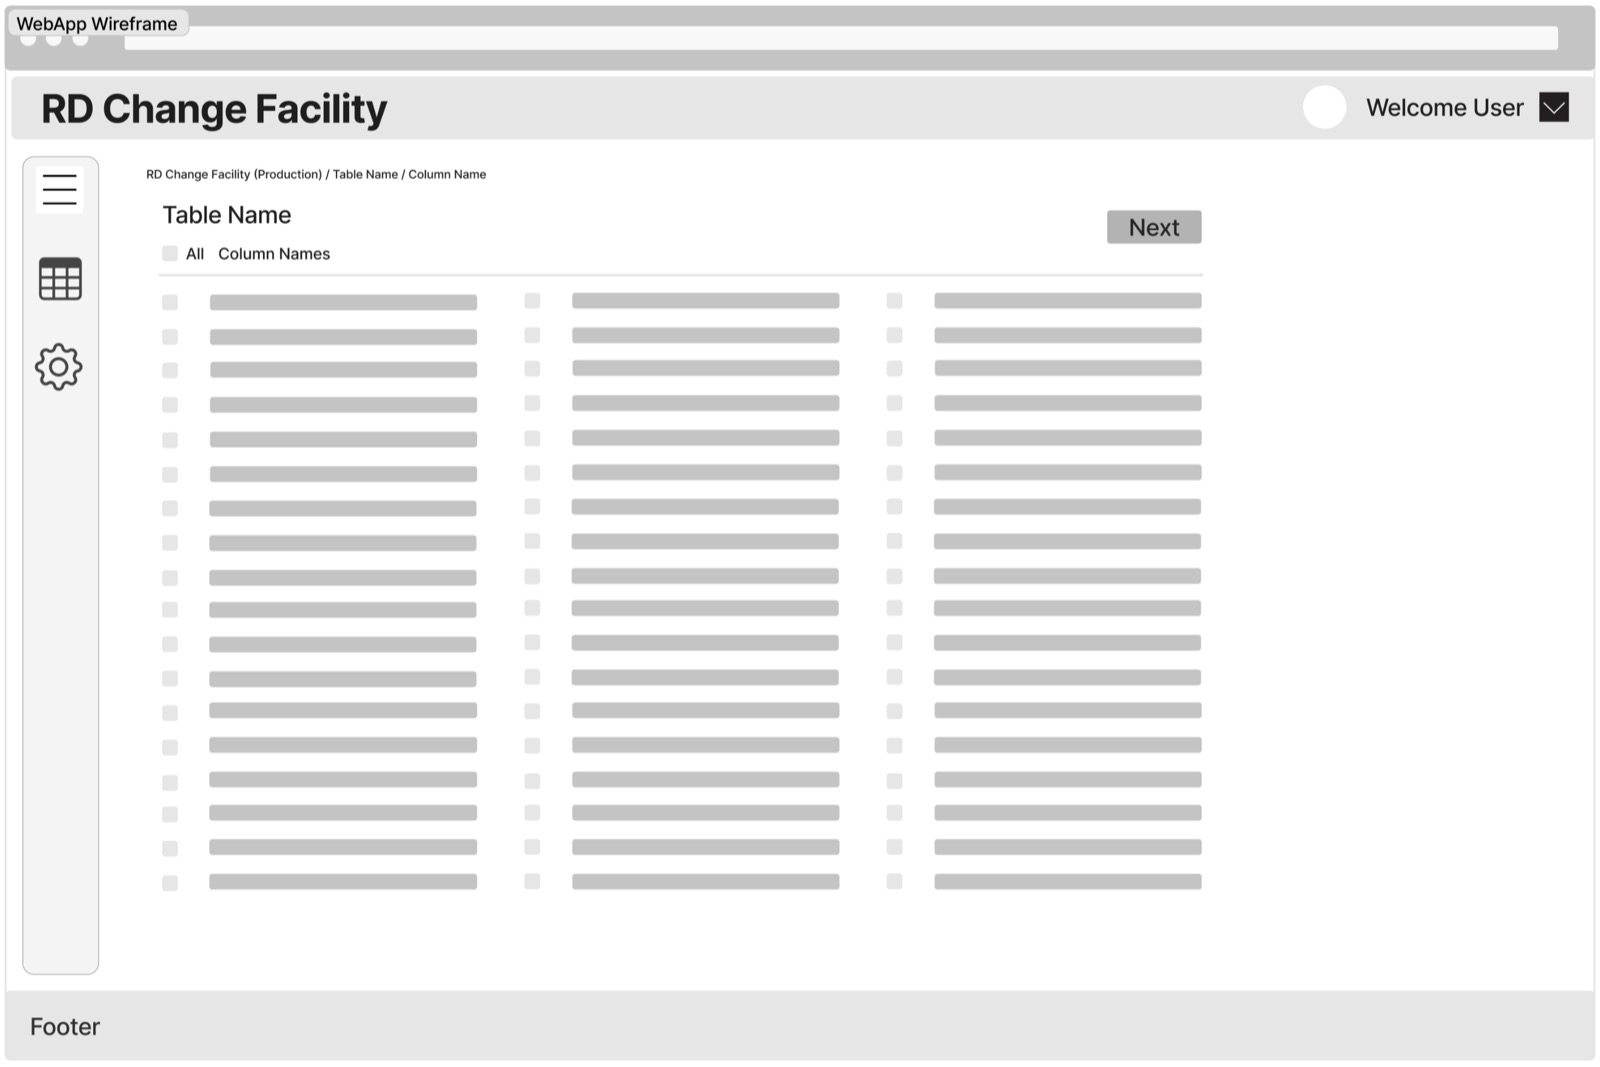 WebApp Wireframe
RD Change Facility
Welcome User
RD Change Facility (Production) / Table Name / Column Name
Table Name
Next
All Column Names
Footer